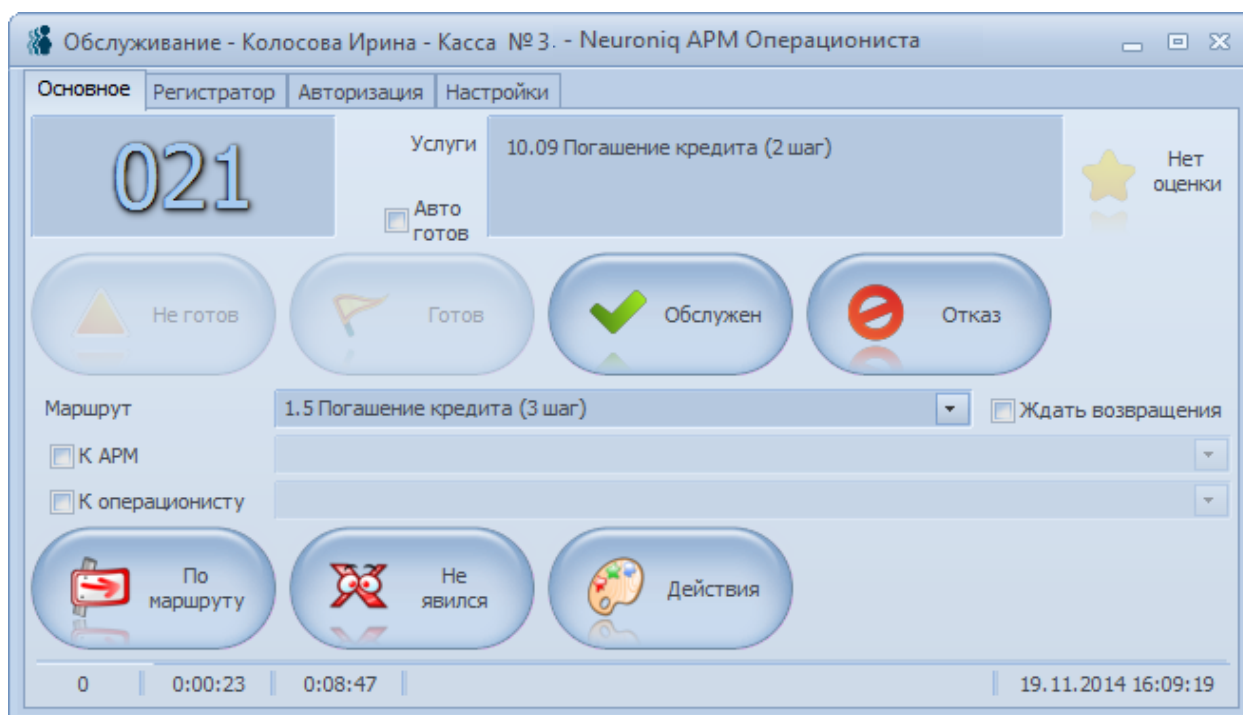 Обслуживание - Колосова Ирина - Касса № 3. - Neuroniq АРМ Операциониста
Основное Регистратор Авторизация Настройки
021
Услуги
10.09 Погашение кредита (2 шаг)
Авто
готов
Нет
оценки
Не готов
Готов
Обслужен
Отказ
Маршрут
1.5 Погашение кредита (3 шаг)
Ждать возвращения
К АРМ
К операционисту
По
маршруту
Не
явился
Действия
0 0:00:23 0:08:47 19.11.2014 16:09:19